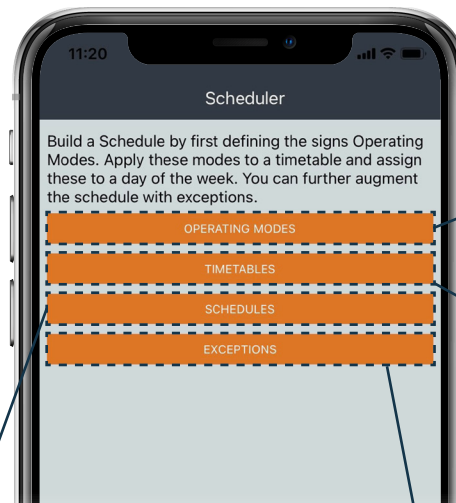 11:20
Scheduler
Build a Schedule by first defining the signs Operating
Modes. Apply these modes to a timetable and assign
these to a day of the week. You can further augment
the schedule with exceptions.
OPERATING MODES
TIMETABLES
SCHEDULES
EXCEPTIONS